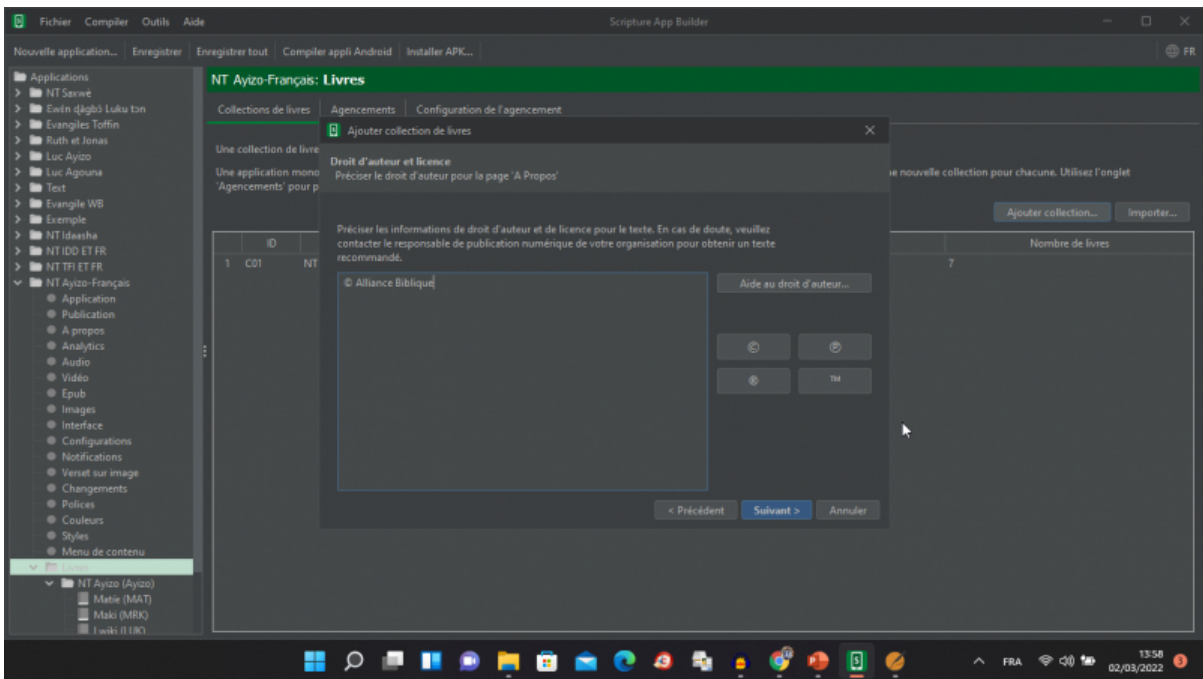 Fichier Compiler Outils Aide
Scripture App Builder
Nouvelle application... Enregistrer Enregistrer tout Compiler appli Android Installer APK...
FR
Applications
NT Saxwè
Ewɛ́n ɖagbɔ̌ Luku tɔn
Evangiles Toffin
Ruth et Jonas
Luc Ayizo
Luc Agouna
Text
Evangile WB
Exemple
NT Idaasha
NT IDD ET FR
NT TFI ET FR
NT Ayizo-Français
Application
Publication
A propos
Analytics
Audio
Vidéo
Epub
Images
Interface
Configurations
Notifications
Verset sur image
Changements
Polices
Couleurs
Styles
Menu de contenu
Livres
NT Ayizo (Ayizo)
Matie (MAT)
Maki (MRK)
Lwiki (LUK)
NT Ayizo-Français: Livres
Collections de livres Agencements Configuration de l'agencement
Une collection de livre
Une application mono
'Agencements' pour p
e nouvelle collection pour chacune. Utilisez l'onglet
Ajouter collection... Importer...
ID Nombre de livres
1 C01 NT 7
Ajouter collection de livres
Droit d'auteur et licence
Préciser le droit d'auteur pour la page 'A Propos'
Préciser les informations de droit d'auteur et de licence pour le texte. En cas de doute, veuillez
contacter le responsable de publication numérique de votre organisation pour obtenir un texte
recommandé.
© Alliance Biblique
Aide au droit d'auteur...
© ℗
® ™
< Précédent Suivant > Annuler
FRA
13:58
02/03/2022
3